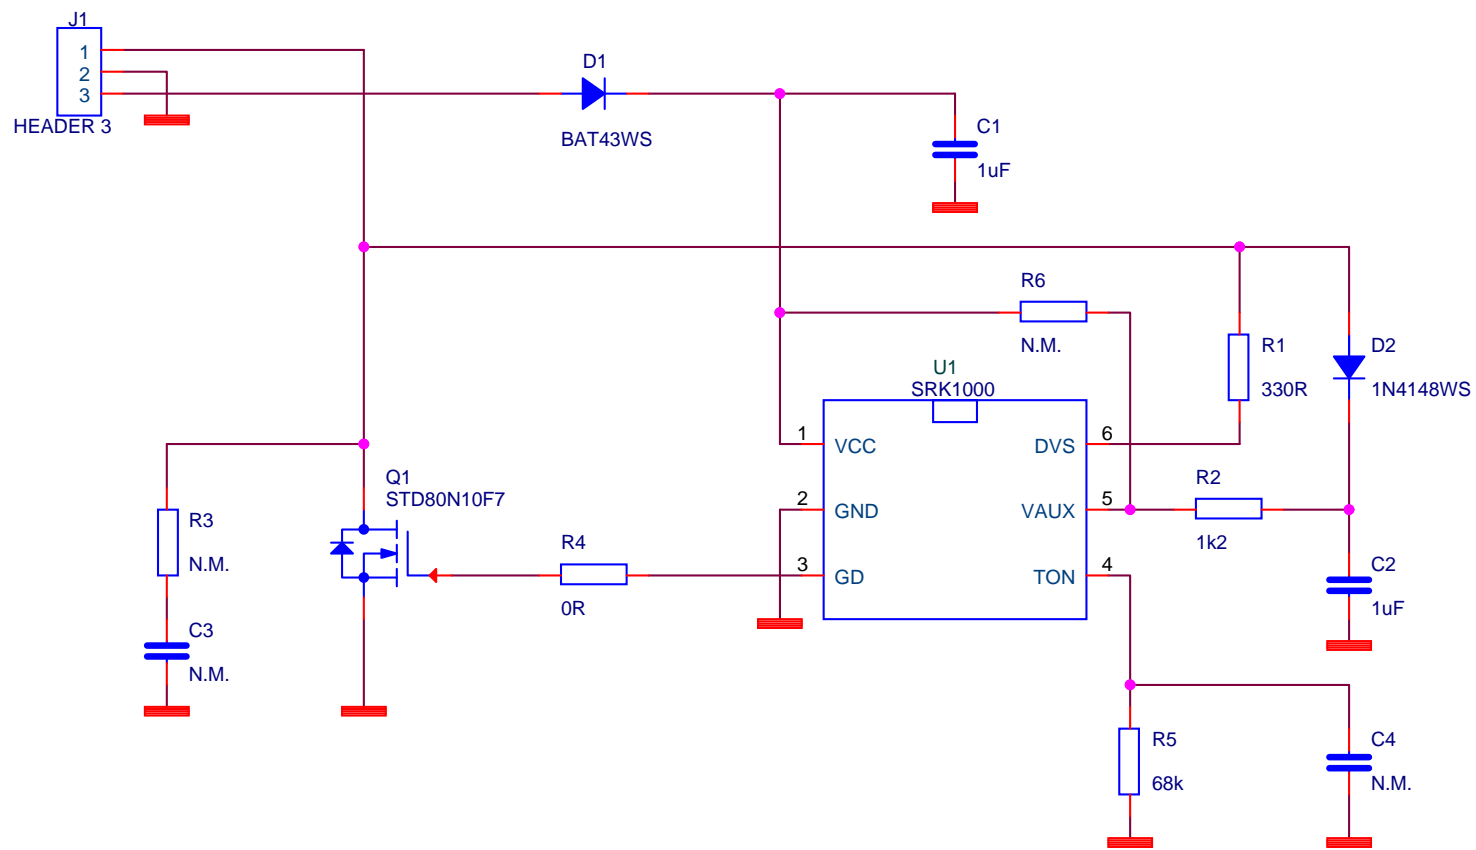 J1
1
2
3
HEADER 3
D1
BAT43WS
C1
1uF
R6
N.M.
R1
330R
D2
1N4148WS
U1
SRK1000
1
VCC
2
GND
3
GD
DVS
6
VAUX
5
TON
4
R2
1k2
Q1
STD80N10F7
R3
N.M.
R4
0R
C2
1uF
C3
N.M.
R5
68k
C4
N.M.